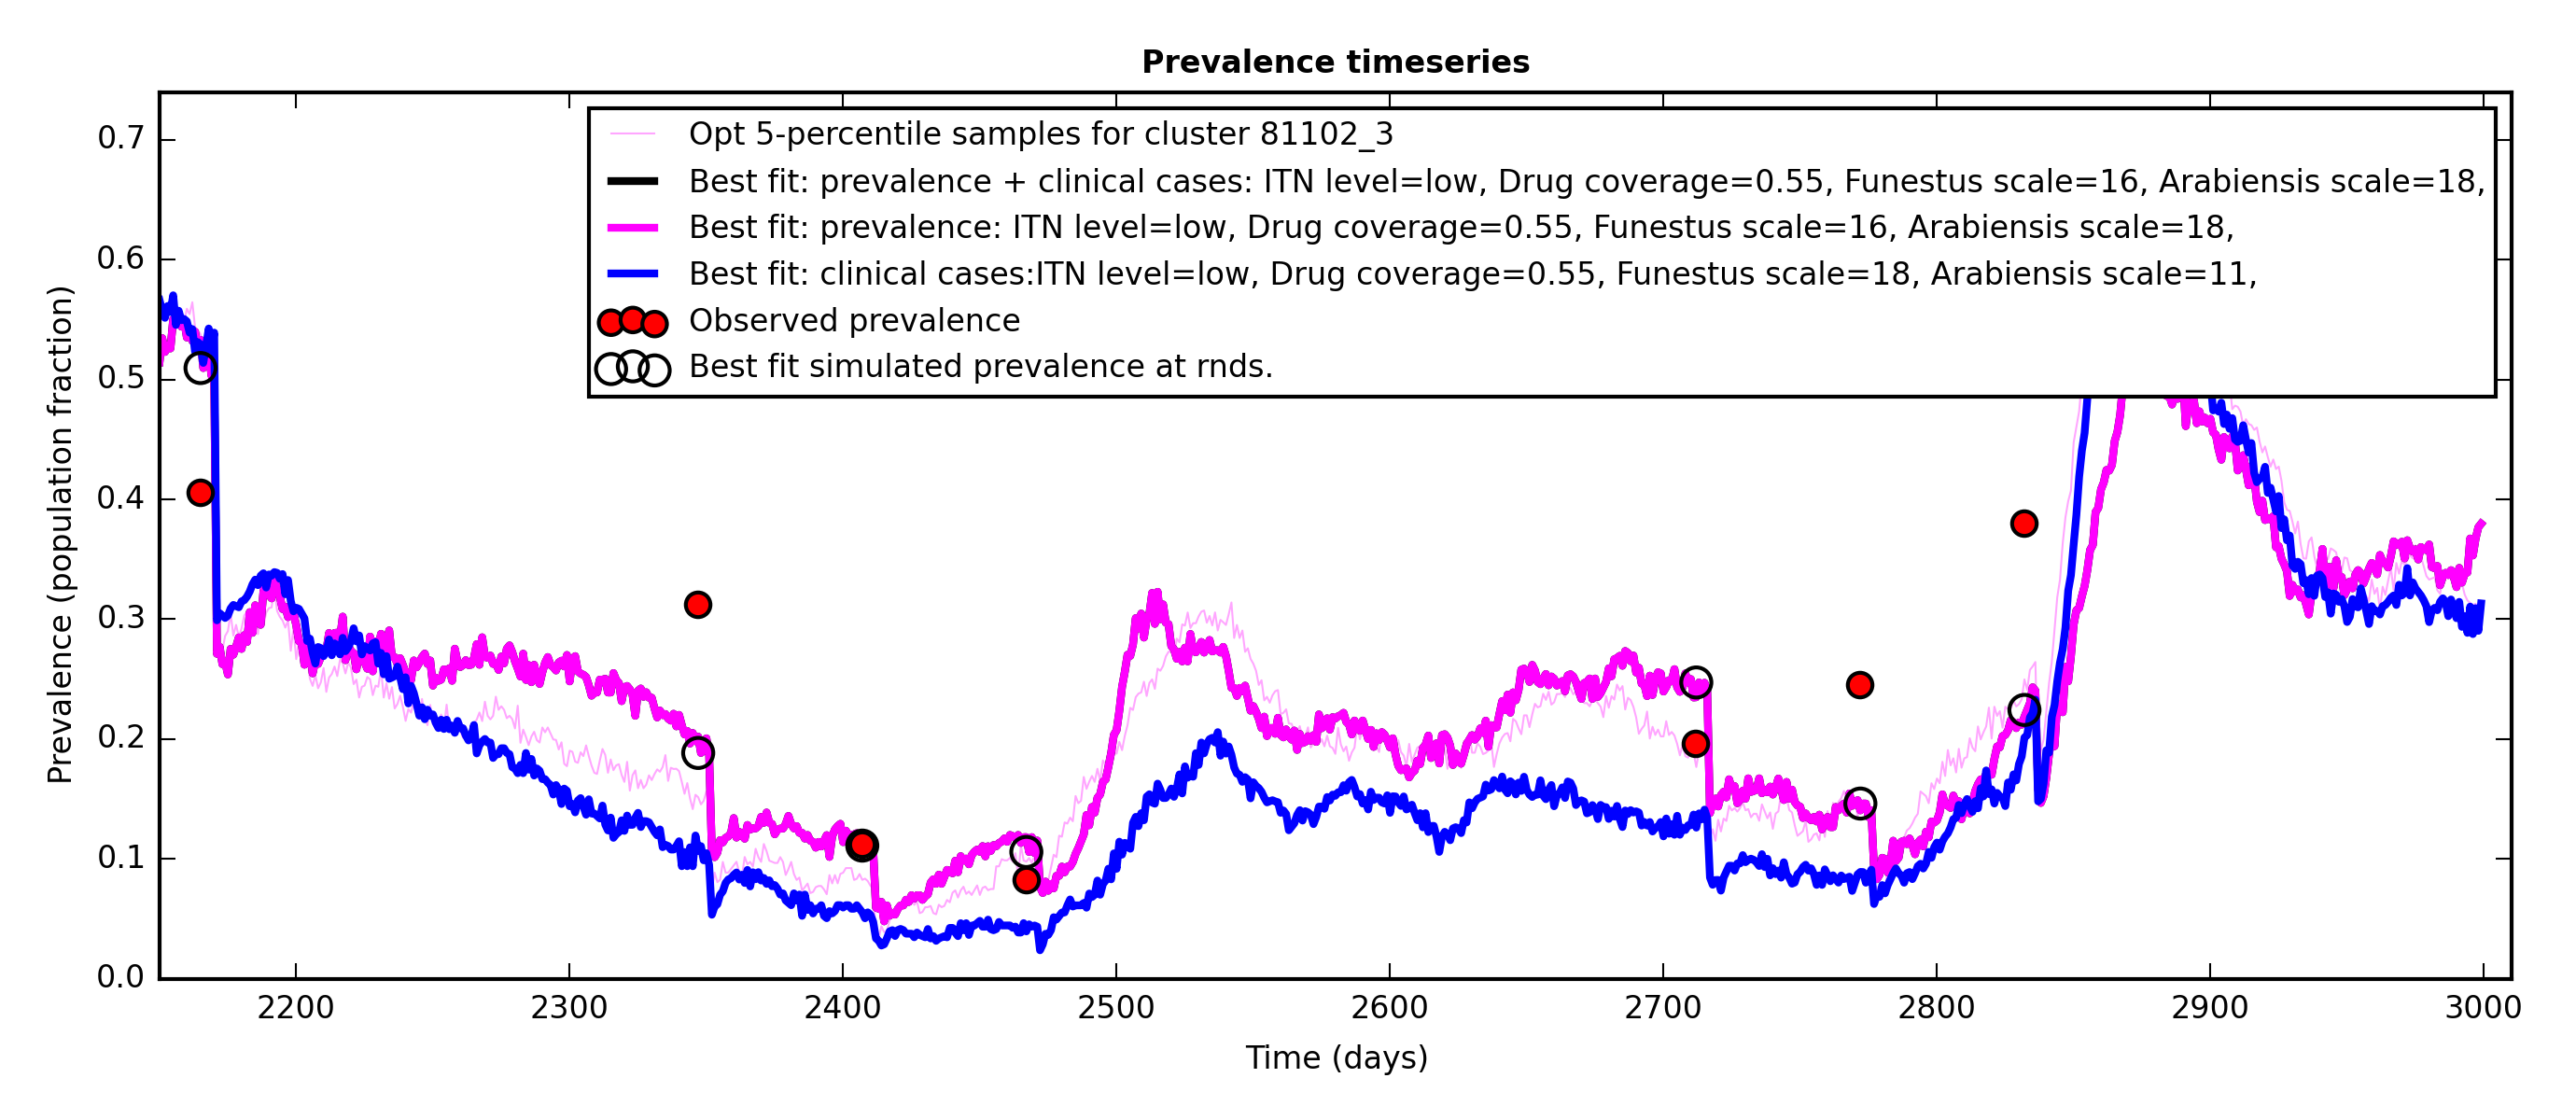 Prevalence timeseries
Opt 5-percentile samples for cluster 81102_3
Best fit: prevalence + clinical cases: ITN level=low, Drug coverage=0.55, Funestus scale=16, Arabiensis scale=18,
Best fit: prevalence: ITN level=low, Drug coverage=0.55, Funestus scale=16, Arabiensis scale=18,
Best fit: clinical cases:ITN level=low, Drug coverage=0.55, Funestus scale=18, Arabiensis scale=11,
Observed prevalence
Best fit simulated prevalence at rnds.
Prevalence (population fraction)
0.7
0.6
0.5
0.4
0.3
0.2
0.1
0.0
2200 2300 2400 2500 2600 2700 2800 2900 3000
Time (days)